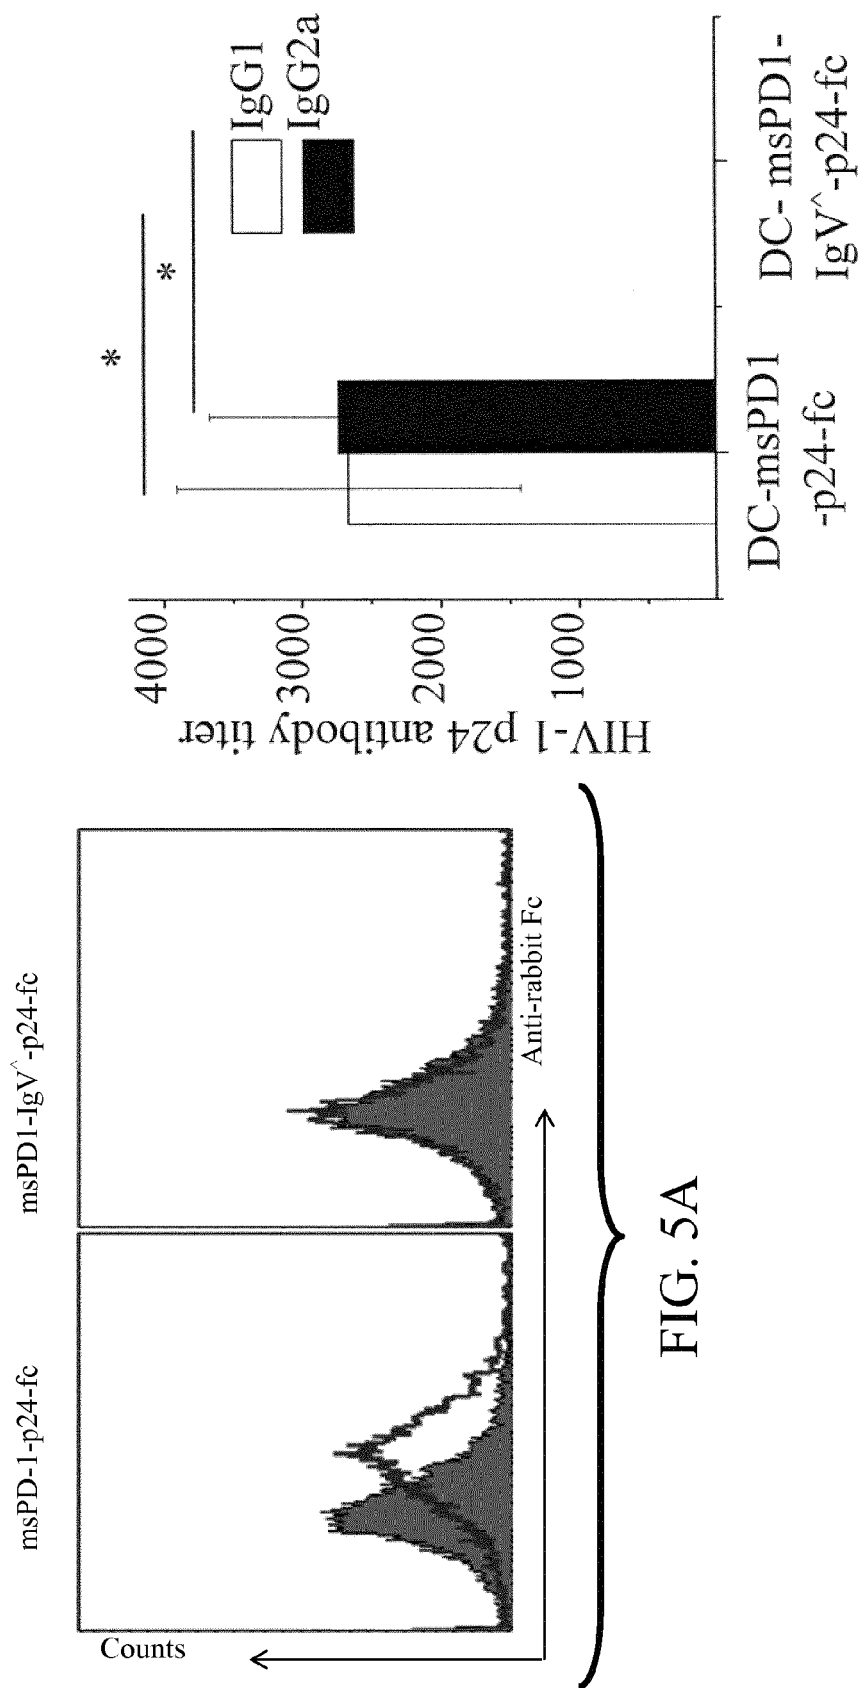 msPD-1-p24-fc
msPD1-IgV^-p24-fc
Counts
Anti-rabbit Fc
FIG. 5A
HIV-1 p24 antibody titer
4000
3000
2000
1000
*
*
IgG1
IgG2a
DC-msPD1
-p24-fc
DC- msPD1-
IgV^-p24-fc